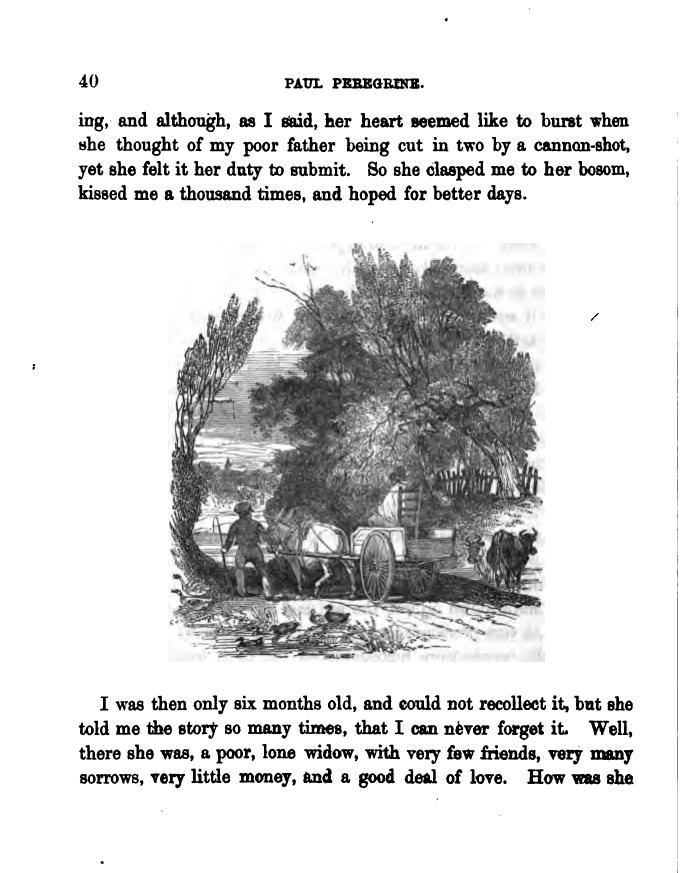 40 PAUL PEREGRINE.
ing, and although, as I said, her heart seemed like to burst when
she thought of my poor father being cut in two by a cannon-shot,
yet she felt it her duty to submit. So she clasped me to her bosom,
kissed me a thousand times, and hoped for better days.
I was then only six months old, and could not recollect it, but she
told me the story so many times, that I can never forget it. Well,
there she was, a poor, lone widow, with very few friends, very many
sorrows, very little money, and a good deal of love. How was she